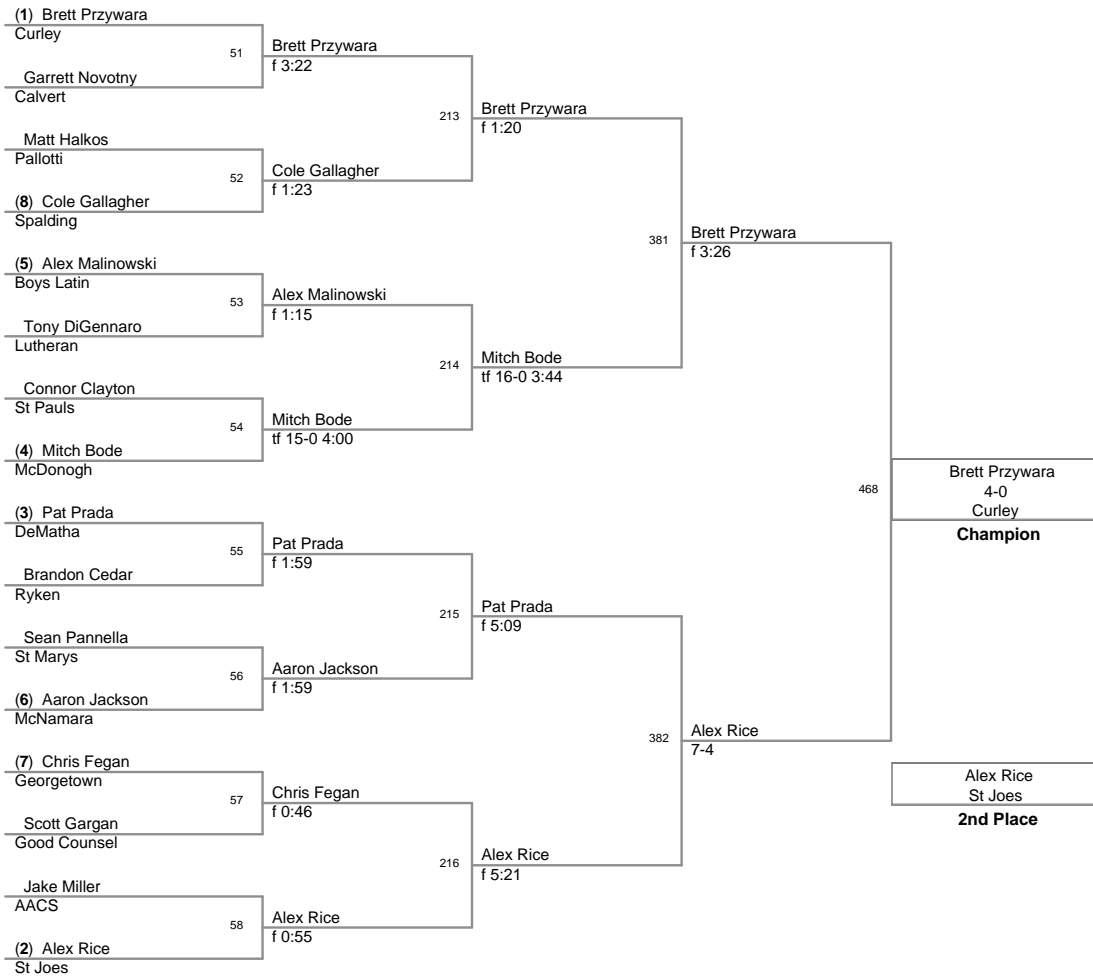 (1) Brett Przywara
Curley
51
Garrett Novotny
Calvert
Matt Halkos
Pallotti
52
(8) Cole Gallagher
Spalding
(5) Alex Malinowski
Boys Latin
53
Tony DiGennaro
Lutheran
Connor Clayton
St Pauls
54
(4) Mitch Bode
McDonogh
(3) Pat Prada
DeMatha
55
Brandon Cedar
Ryken
Sean Pannella
St Marys
56
(6) Aaron Jackson
McNamara
(7) Chris Fegan
Georgetown
57
Scott Gargan
Good Counsel
Jake Miller
AACS
58
(2) Alex Rice
St Joes
Brett Przywara
f 3:22
213
Cole Gallagher
f 1:23
Alex Malinowski
f 1:15
214
Mitch Bode
tf 15-0 4:00
Pat Prada
f 1:59
215
Aaron Jackson
f 1:59
Chris Fegan
f 0:46
216
Alex Rice
f 0:55
Brett Przywara
f 1:20
381
Mitch Bode
tf 16-0 3:44
Pat Prada
f 5:09
382
Alex Rice
f 5:21
Brett Przywara
f 3:26
468
Alex Rice
7-4
Brett Przywara
4-0
Curley
Champion
Alex Rice
St Joes
2nd Place